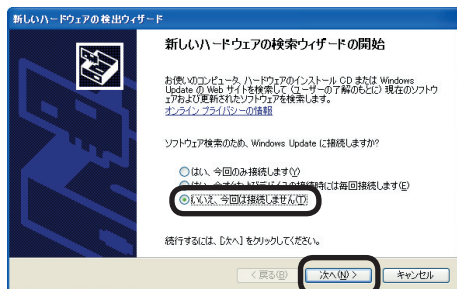 新しいハードウェアの検出ウィザード
新しいハードウェアの検索ウィザードの開始
お使いのコンピュータ、ハードウェアのインストール CD または Windows
Update の Web サイトを検索して (ユーザーの了解のもとに) 現在のソフトウ
ェアおよび更新されたソフトウェアを検索します。
オンライン プライバシーの情報
ソフトウェア検索のため、Windows Update に接続しますか?
はい、今回のみ接続します(Y)
はい、今すぐおよびデバイスの接続時には毎回接続します(E)
いいえ、今回は接続しません(T)
続行するには、[次へ] をクリックしてください。
< 戻る(B)
次へ(N) >
キャンセル